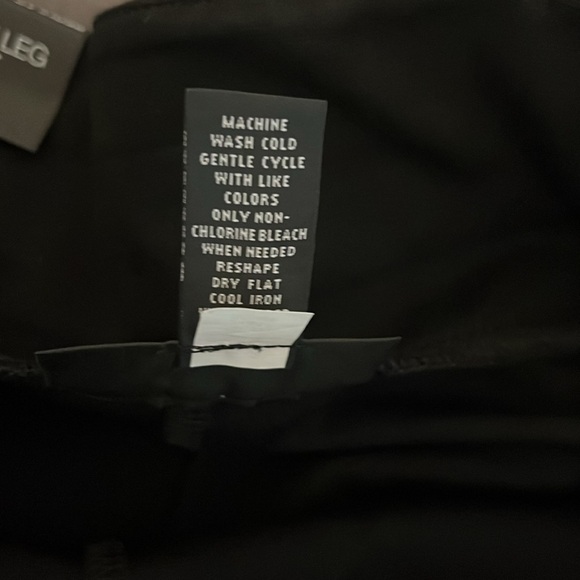 LEG
MACHINE
WASH COLD
GENTLE CYCLE
WITH LIKE
COLORS
ONLY NON-
CHLORINE BLEACH
WHEN NEEDED
RESHAPE
DRY FLAT
COOL IRON